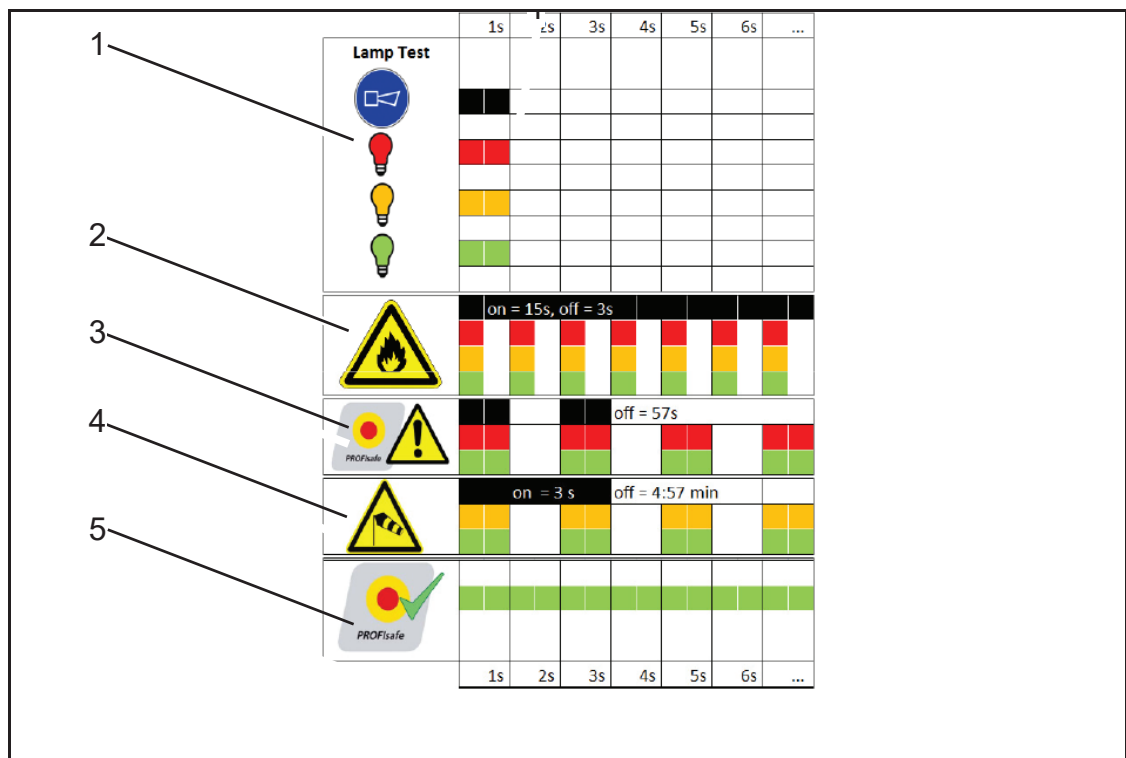 1s 2s 3s 4s 5s 6s ...
1
Lamp Test
2
on = 15s, off = 3s
3
off = 57s
PROFIsafe
4
on = 3 s off = 4:57 min
5
PROFIsafe
1s 2s 3s 4s 5s 6s ...